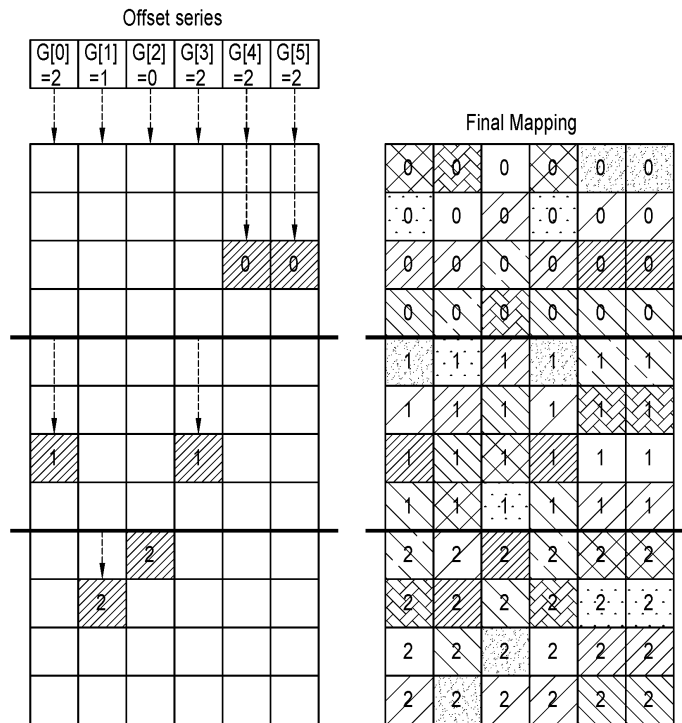 Offset series
G[0] G[1] G[2] G[3] G[4] G[5]
=2 =1 =0 =2 =2 =2
Final Mapping
0 0 0 0 0 0
0 0 0 0 0 0
0 0
0 0 0 0 0 0
0 0 0 0 0 0
1 1 1 1 1 1
1 1 1 1 1 1
1 1
1 1 1 1 1 1
1 1 1 1 1 1
2
2 2 2 2 2 2
2
2 2 2 2 2 2
2 2 2 2 2 2
2 2 2 2 2 2